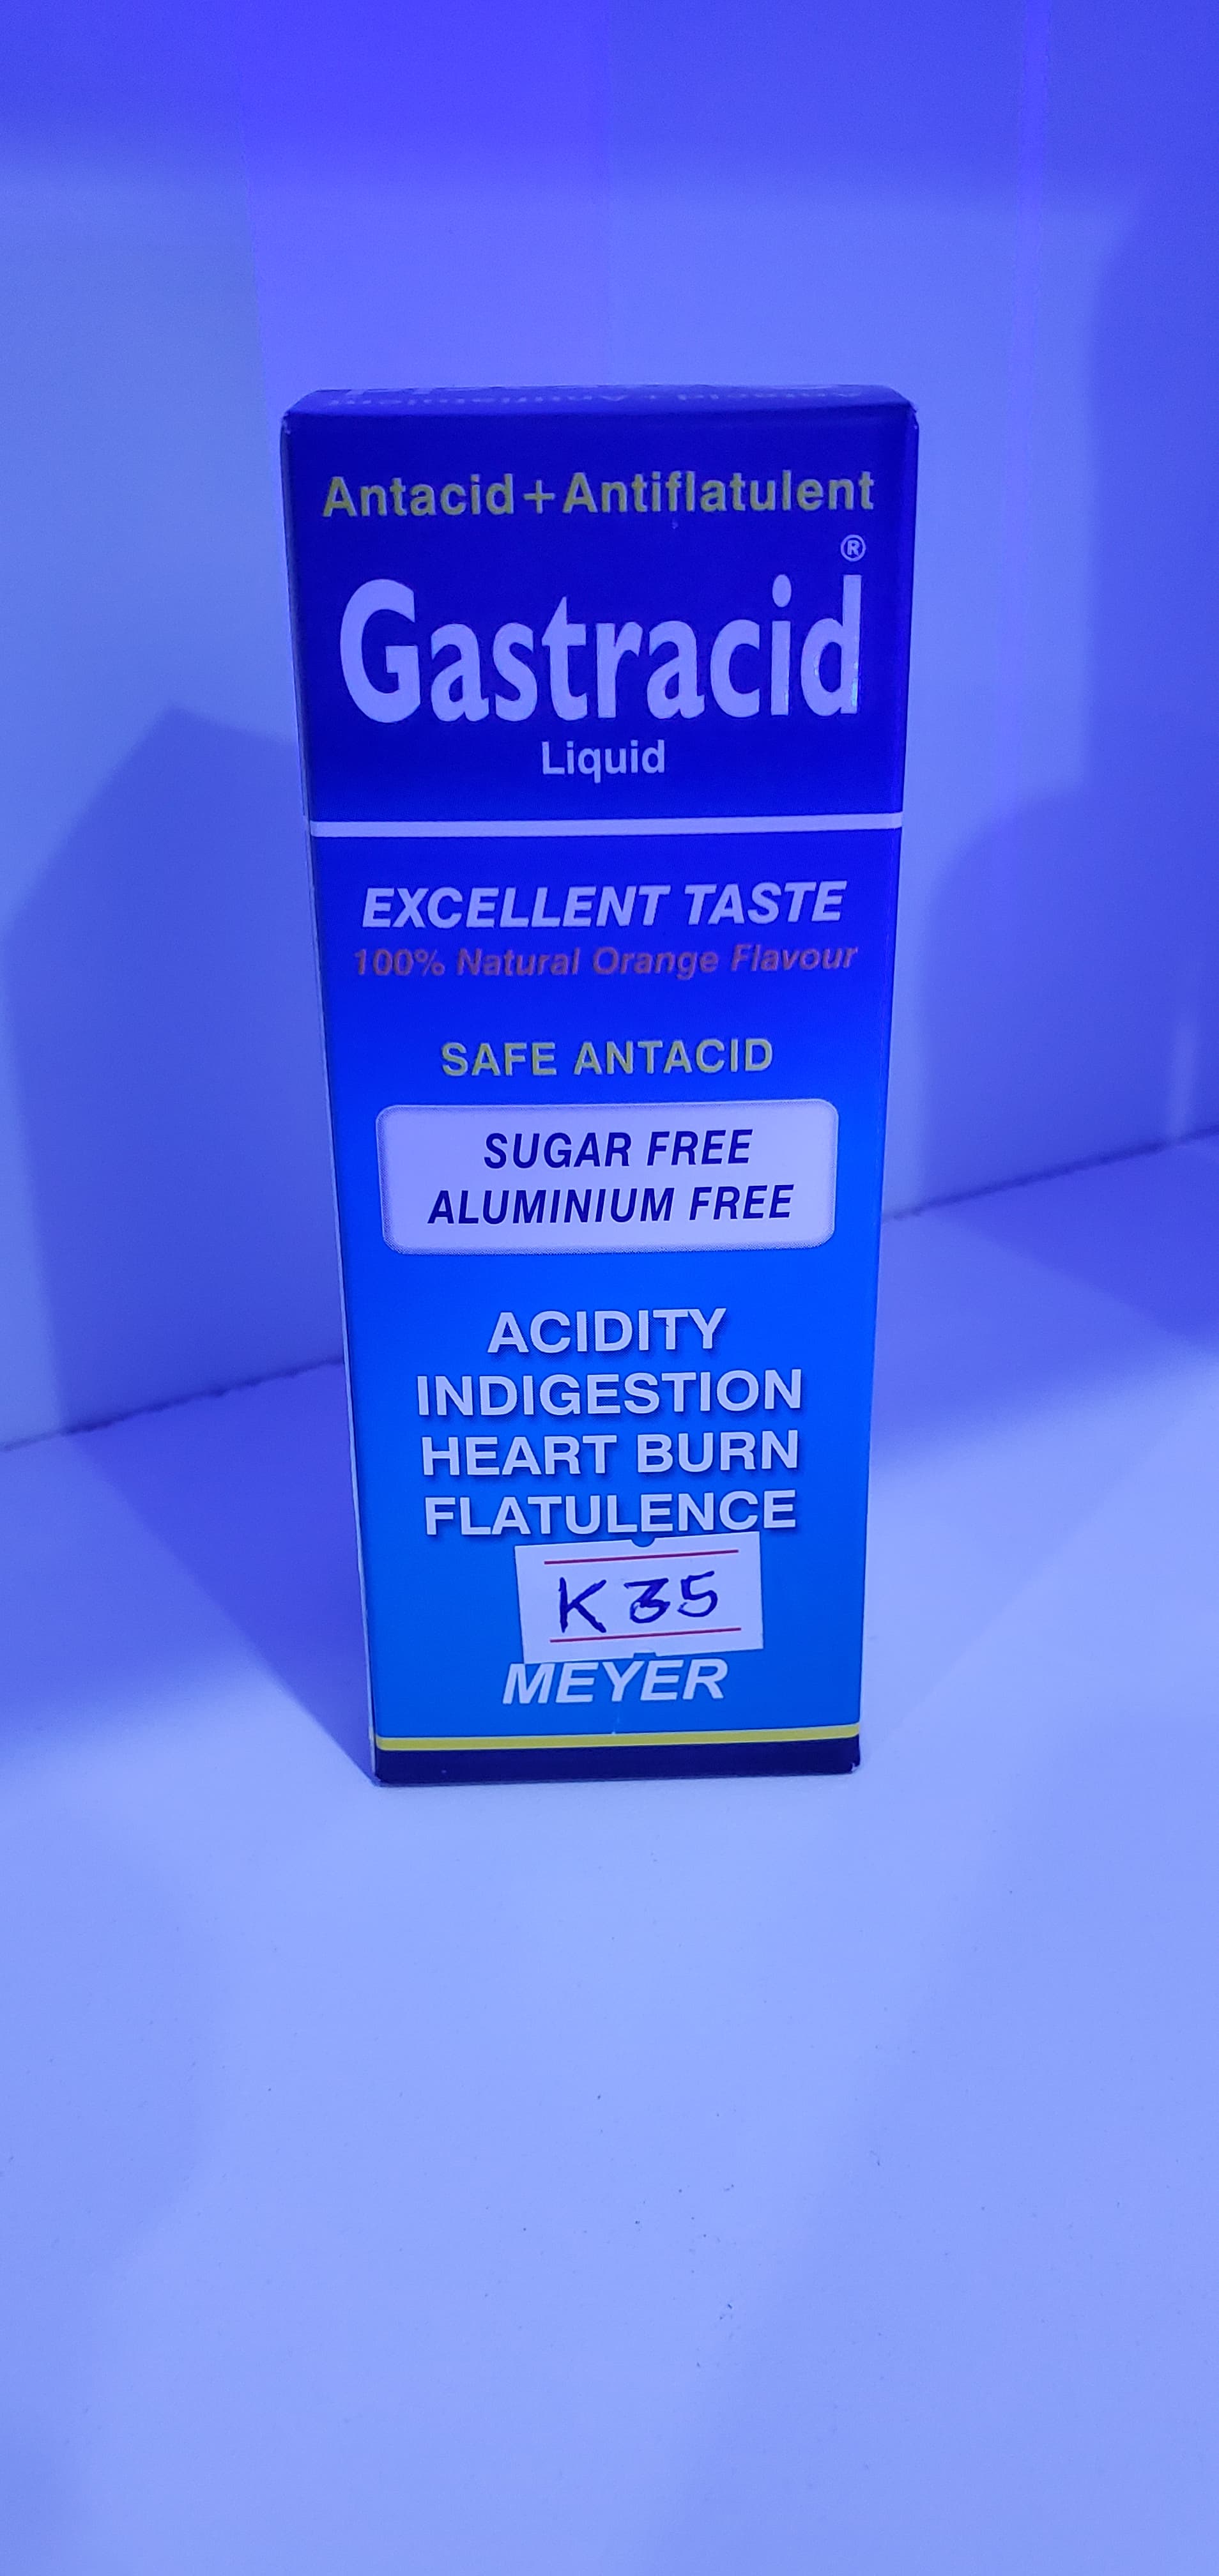 Antacid+Antiflatulent
Gastracid®
Liquid
EXCELLENT TASTE
100% Natural Orange Flavour
SAFE ANTACID
SUGAR FREE
ALUMINIUM FREE
ACIDITY
INDIGESTION
HEART BURN
FLATULENCE
K35
MEYER